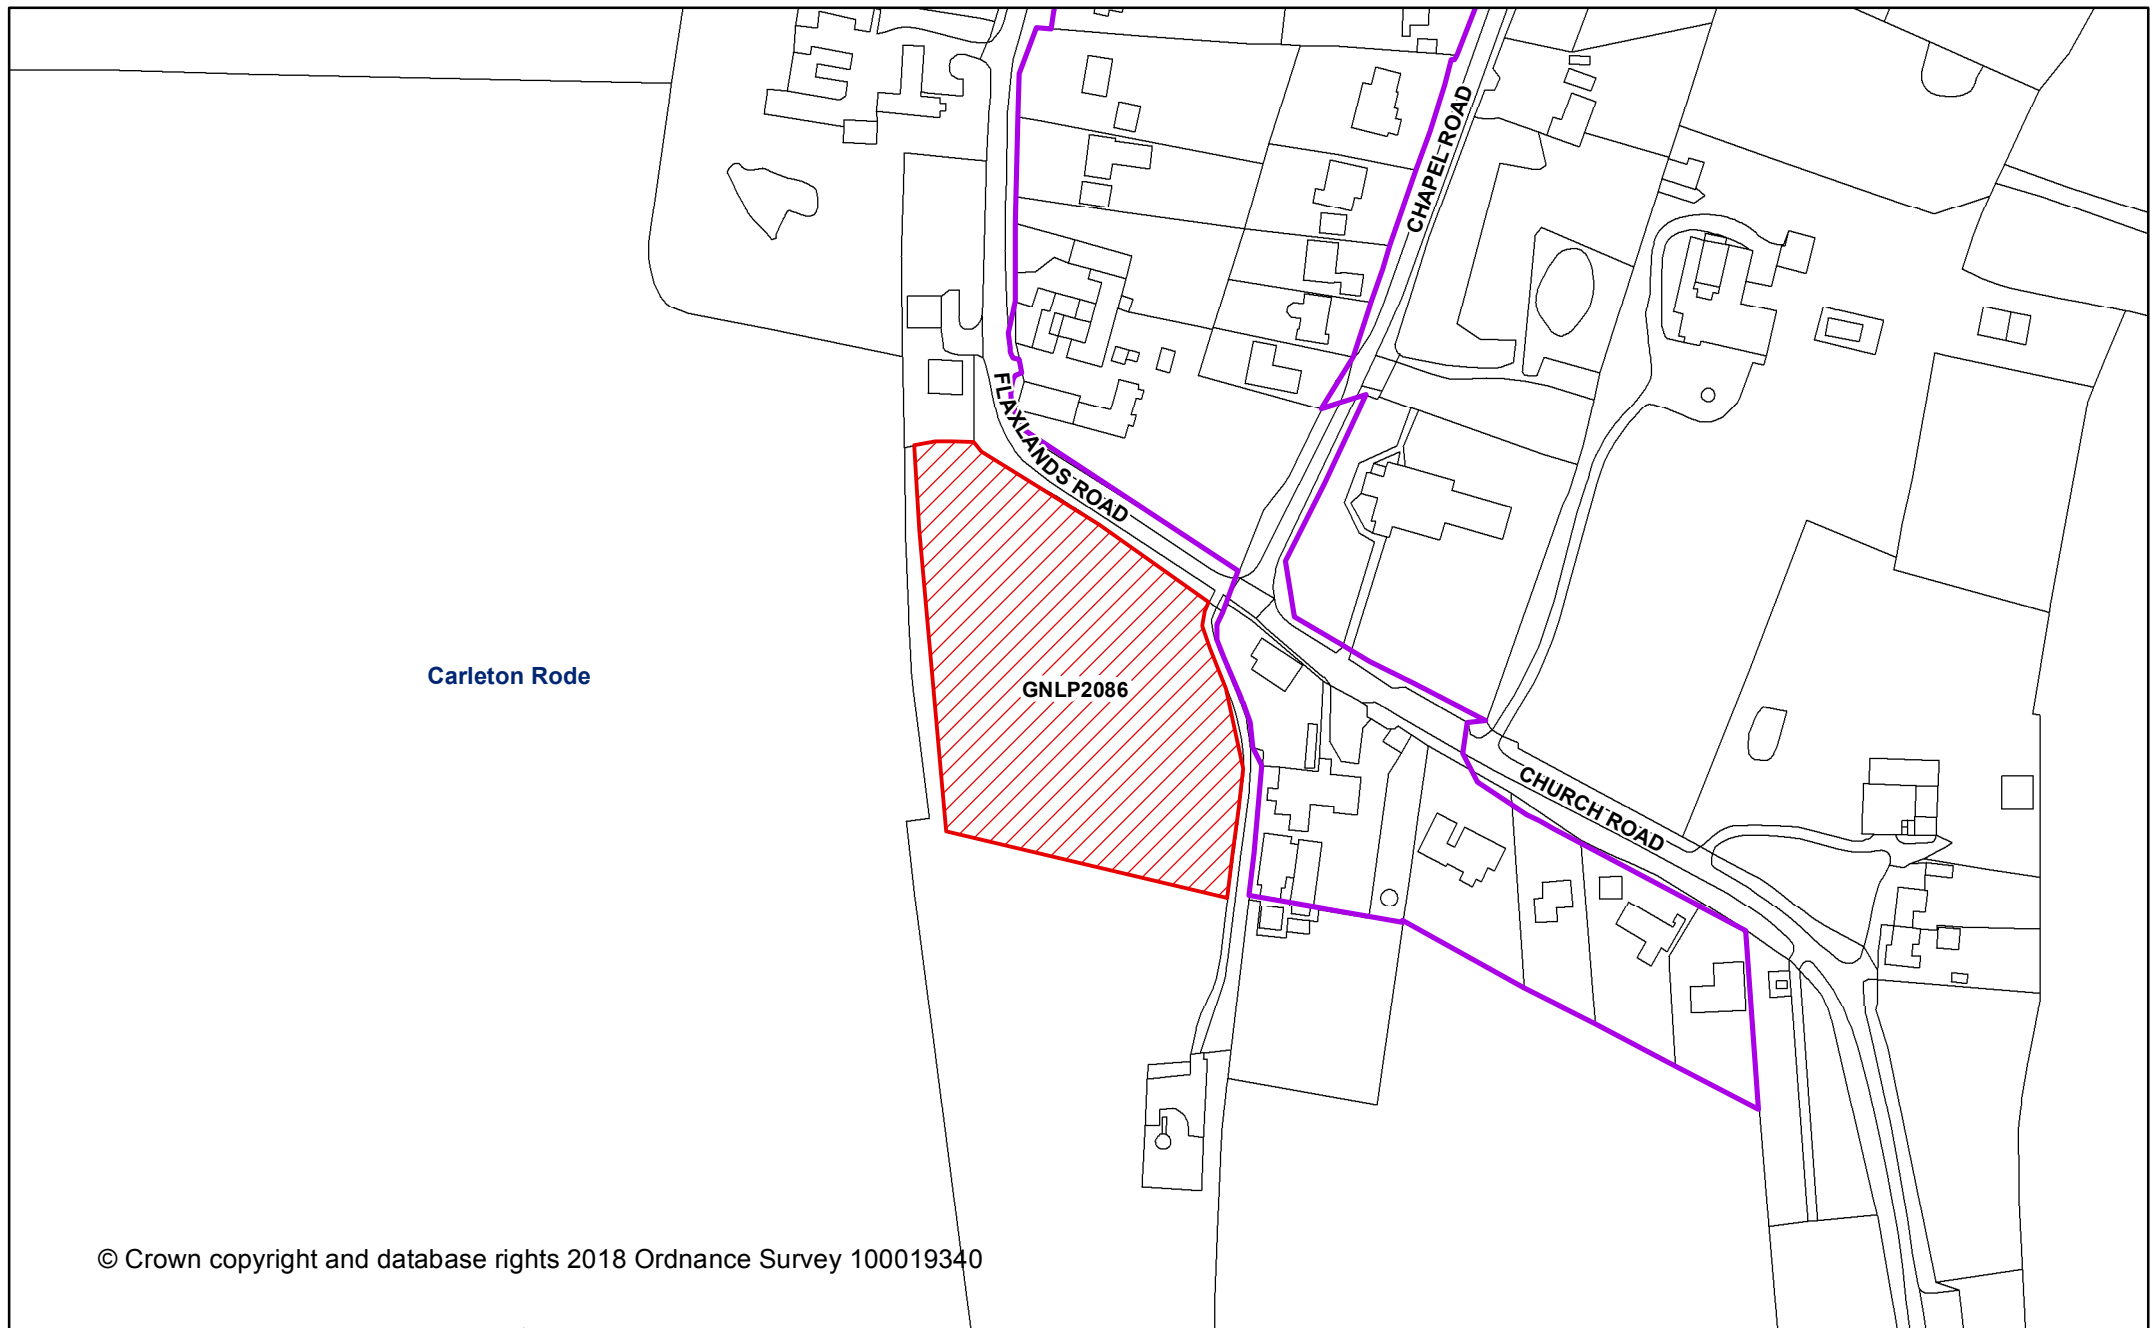 CHAPEL ROAD
FLAXLANDS ROAD
Carleton Rode
GNLP2086
CHURCH ROAD
© Crown copyright and database rights 2018 Ordnance Survey 100019340